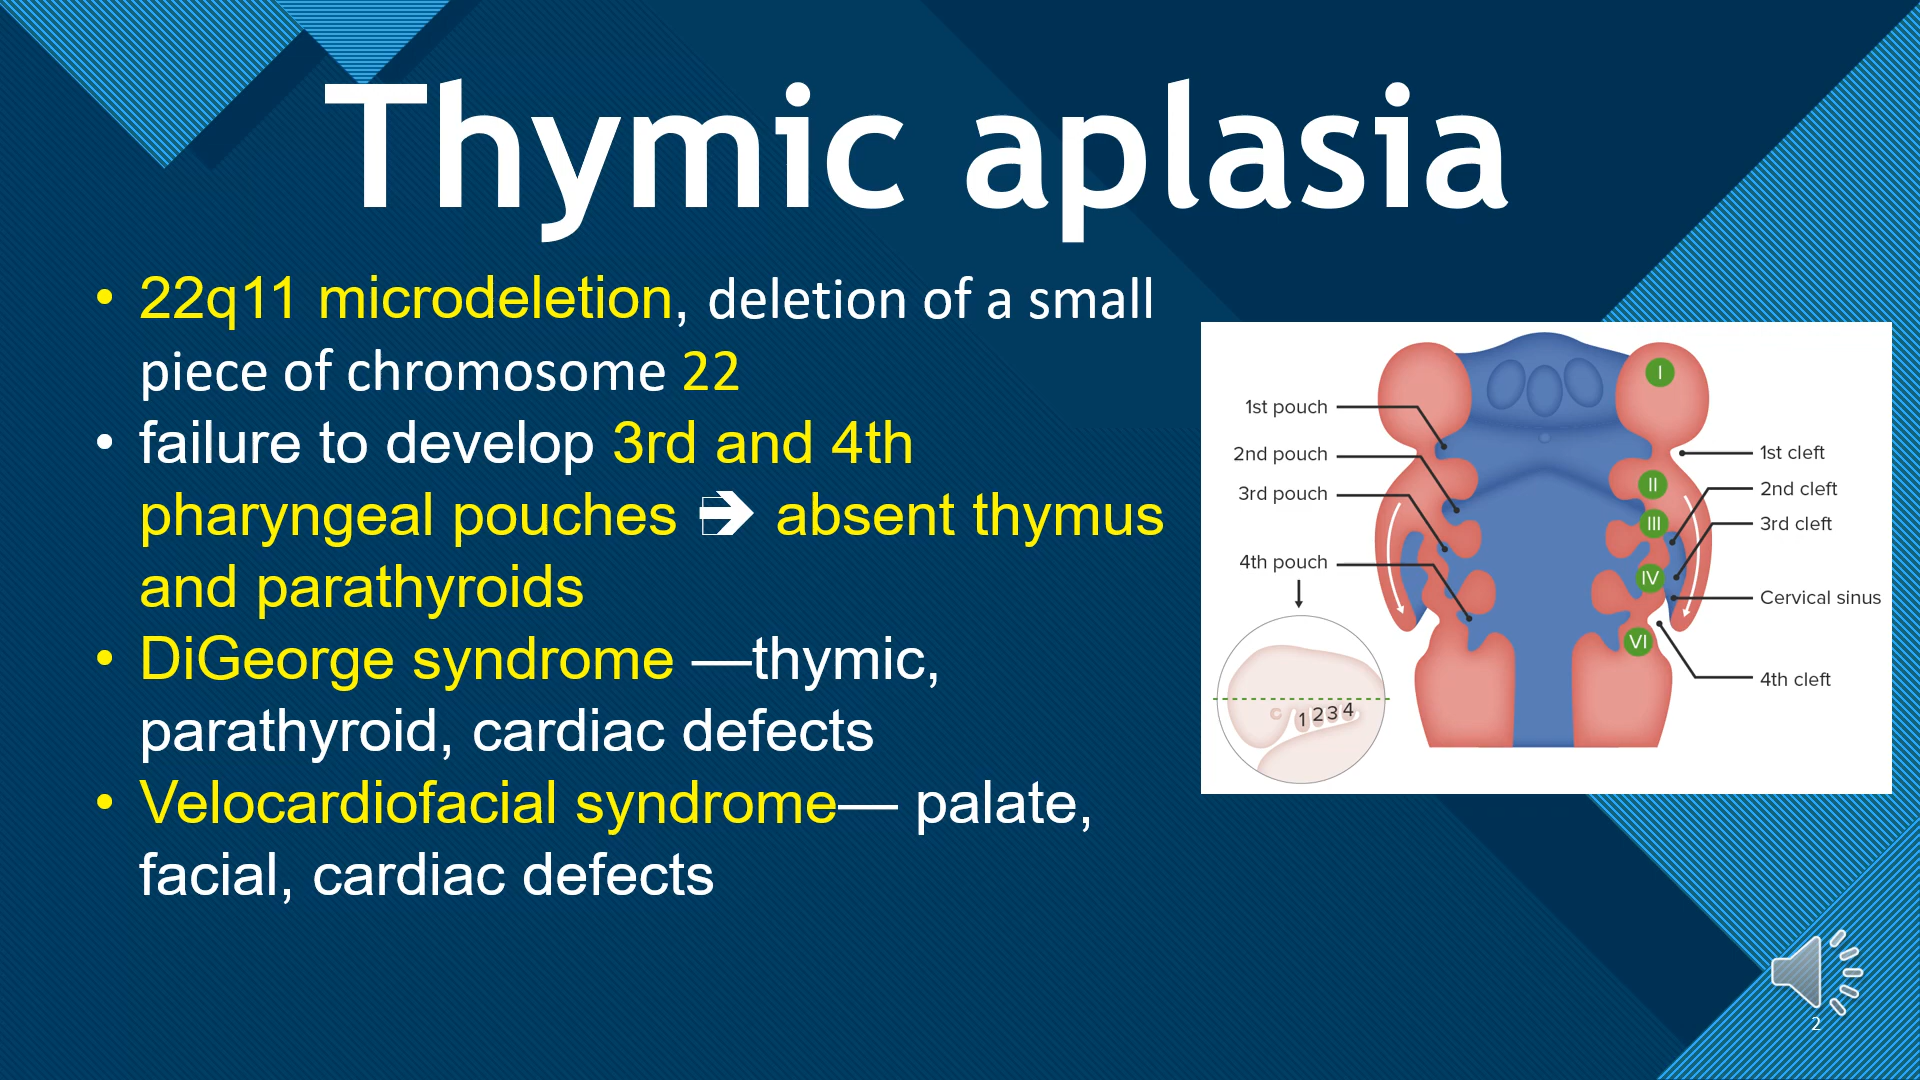 Thymic aplasia
• 22q11 microdeletion, deletion of a small
piece of chromosome 22
• failure to develop 3rd and 4th
pharyngeal pouches 🡺 absent thymus
and parathyroids
• DiGeorge syndrome —thymic,
parathyroid, cardiac defects
• Velocardiofacial syndrome— palate,
facial, cardiac defects
1st pouch
2nd pouch
3rd pouch
4th pouch
1 2 3 4
I
II
III
IV
VI
1st cleft
2nd cleft
3rd cleft
Cervical sinus
4th cleft
2